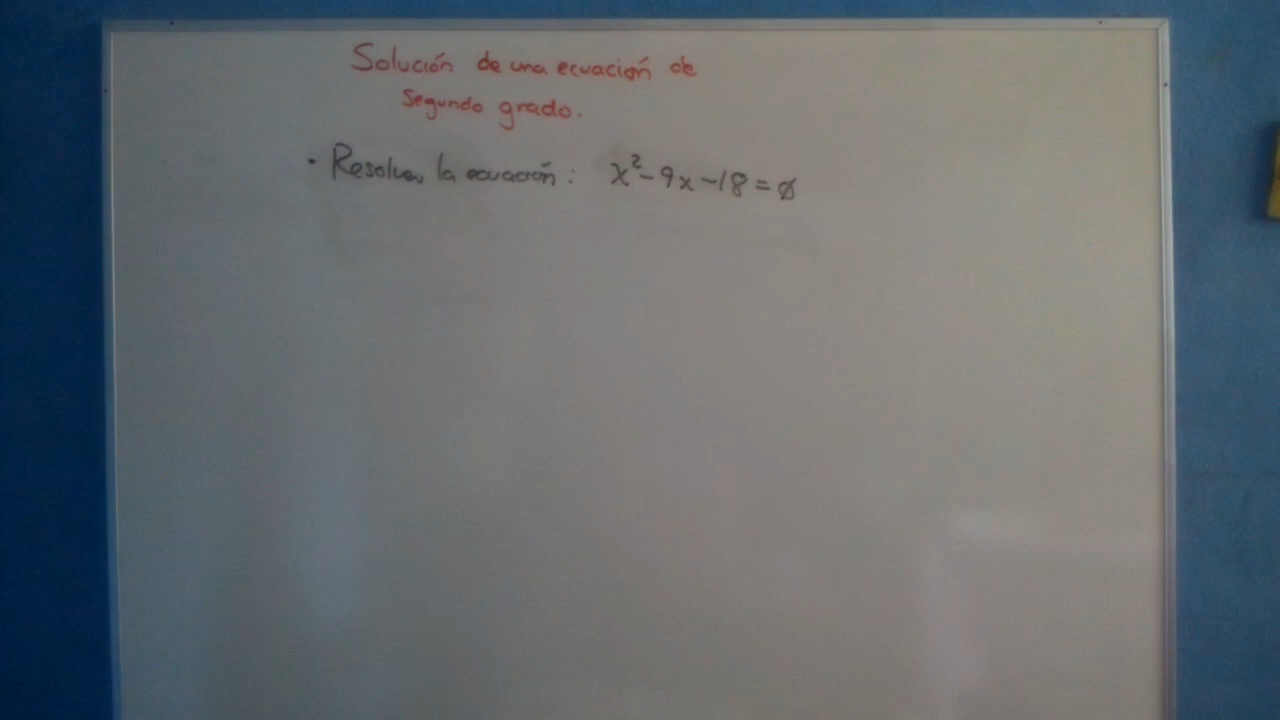 Solución de una ecuación de
Segundo grado.
• Resolver la ecuación: x²-9x-18=0